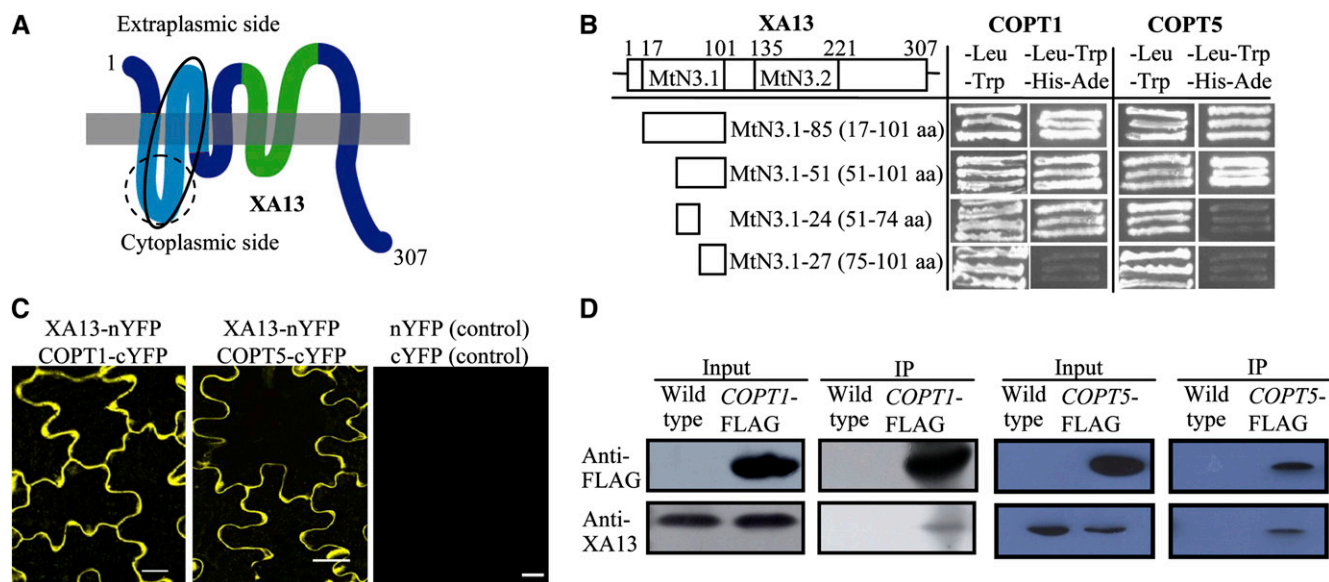 A
Extraplasmic side
1
XA13
Cytoplasmic side
307
B
XA13
COPT1
COPT5
1 17 101 135 221 307
MtN3.1
MtN3.2
-Leu
-Trp
-Leu-Trp
-His-Ade
-Leu
-Trp
-Leu-Trp
-His-Ade
MtN3.1-85 (17-101 aa)
MtN3.1-51 (51-101 aa)
MtN3.1-24 (51-74 aa)
MtN3.1-27 (75-101 aa)
C
XA13-nYFP
COPT1-cYFP
XA13-nYFP
COPT5-cYFP
nYFP (control)
cYFP (control)
D
Input
IP
Input
IP
Wild
type
COPT1-
FLAG
Wild
type
COPT1-
FLAG
Wild
type
COPT5-
FLAG
Wild
type
COPT5-
FLAG
Anti-
FLAG
Anti-
XA13